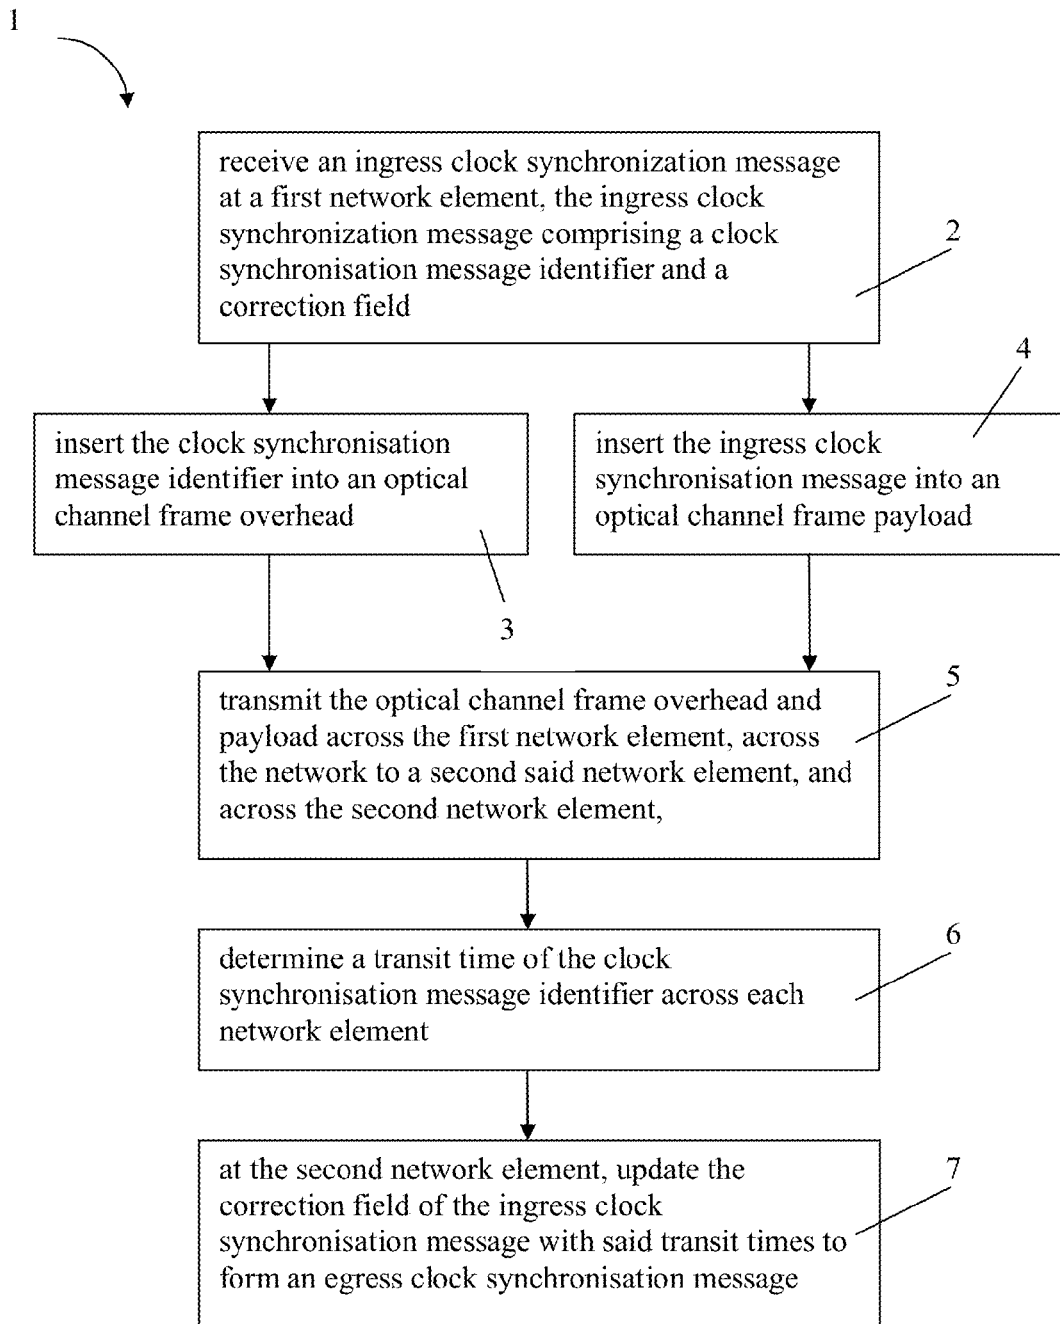 1
receive an ingress clock synchronization message
at a first network element, the ingress clock
synchronization message comprising a clock
synchronisation message identifier and a
correction field
2
4
insert the clock synchronisation
message identifier into an optical
channel frame overhead
insert the ingress clock
synchronisation message into an
optical channel frame payload
3
transmit the optical channel frame overhead and
payload across the first network element, across
the network to a second said network element, and
across the second network element,
5
determine a transit time of the clock
synchronisation message identifier across each
network element
6
at the second network element, update the
correction field of the ingress clock
synchronisation message with said transit times to
form an egress clock synchronisation message
7